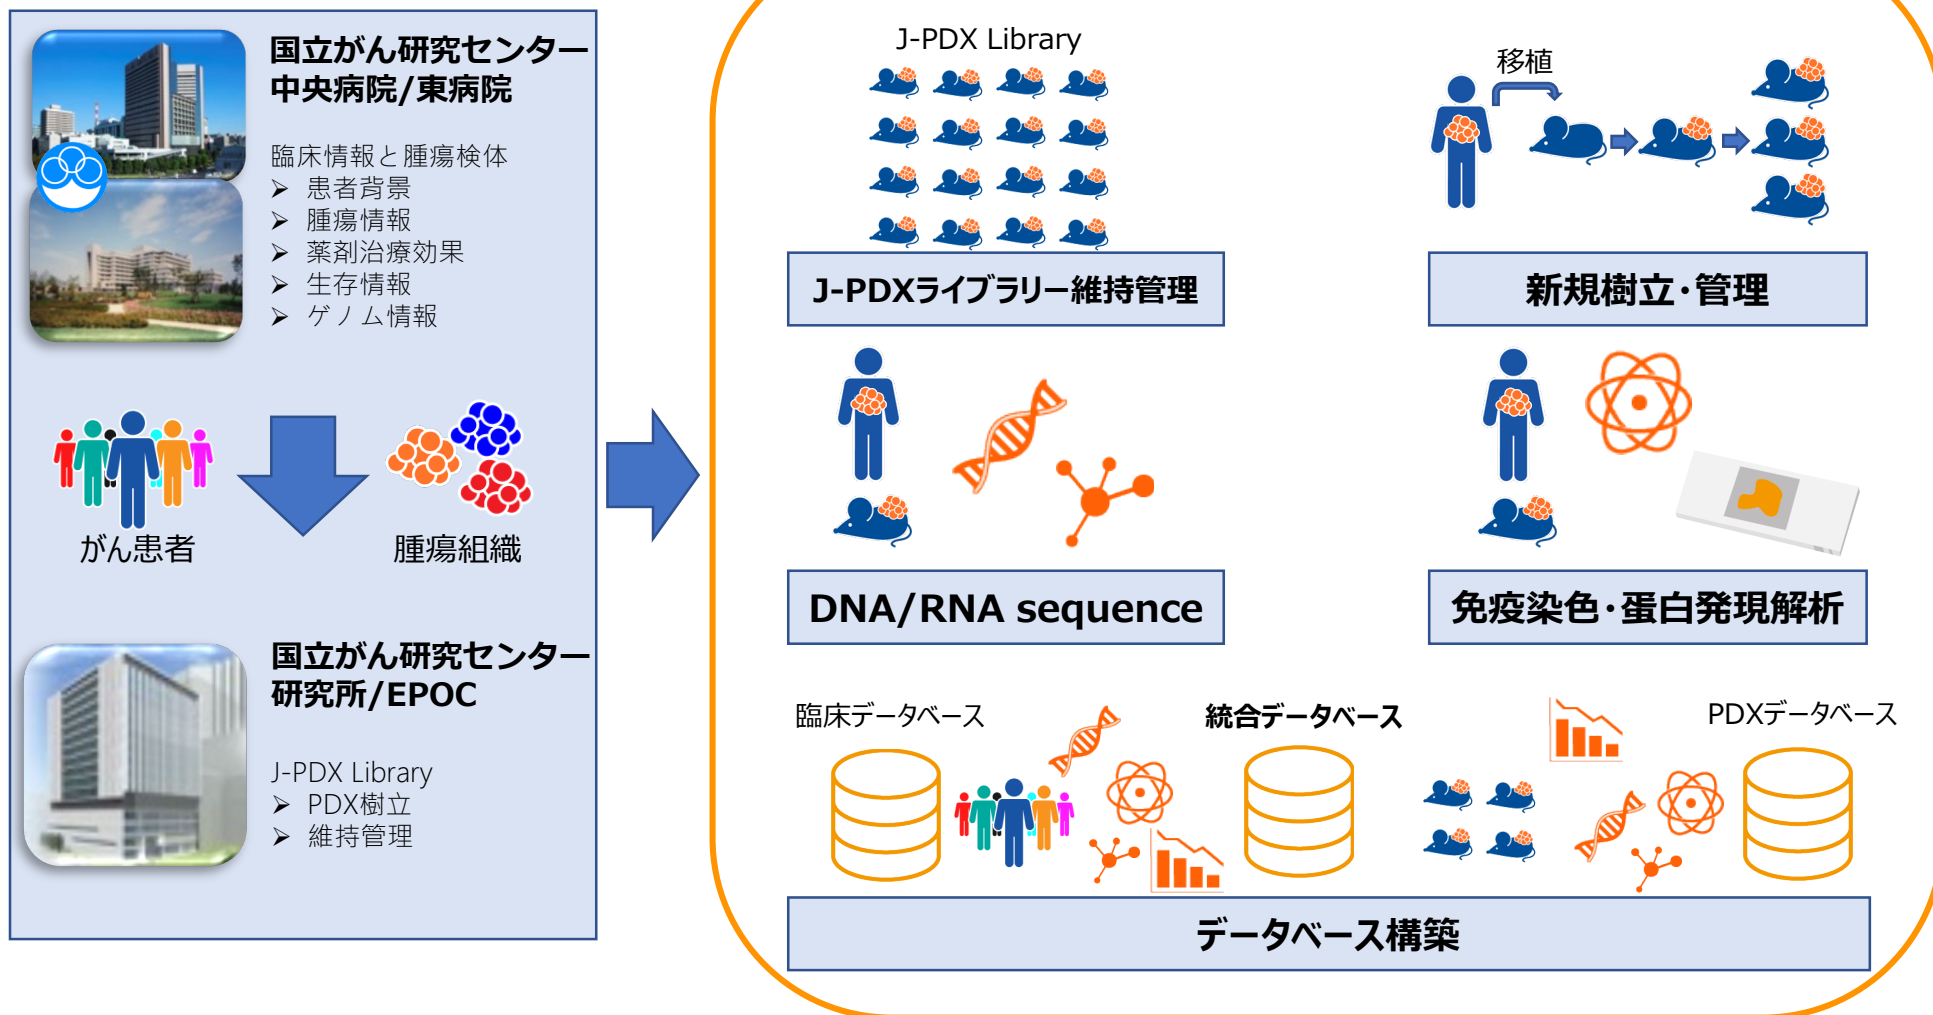 国立がん研究センター
中央病院/東病院
臨床情報と腫瘍検体
➢ 患者背景
➢ 腫瘍情報
➢ 薬剤治療効果
➢ 生存情報
➢ ゲノム情報
がん患者
腫瘍組織
国立がん研究センター
研究所/EPOC
J-PDX Library
➢ PDX樹立
➢ 維持管理
J-PDX Library
J-PDXライブラリー維持管理
移植
新規樹立･管理
DNA/RNA sequence
免疫染色･蛋白発現解析
臨床データベース
統合データベース
PDXデータベース
データベース構築